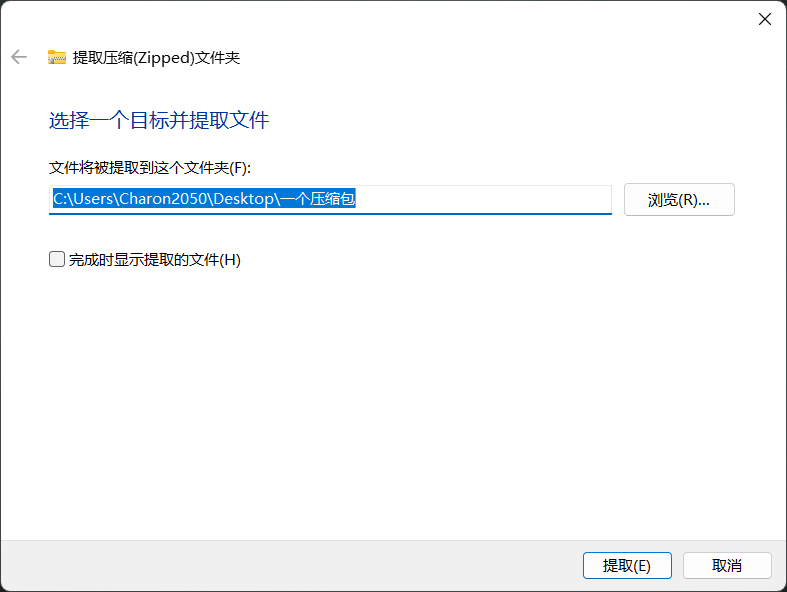 提取压缩(Zipped)文件夹
选择一个目标并提取文件
文件将被提取到这个文件夹(F):
C:\Users\Charon2050\Desktop\一个压缩包
浏览(R)...
完成时显示提取的文件(H)
提取(E)
取消